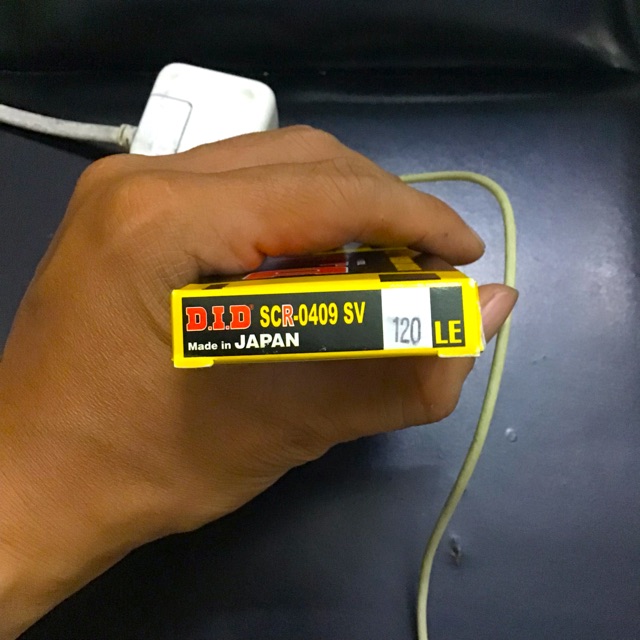 D.I.D SCR-0409 SV 120 LE
Made in JAPAN